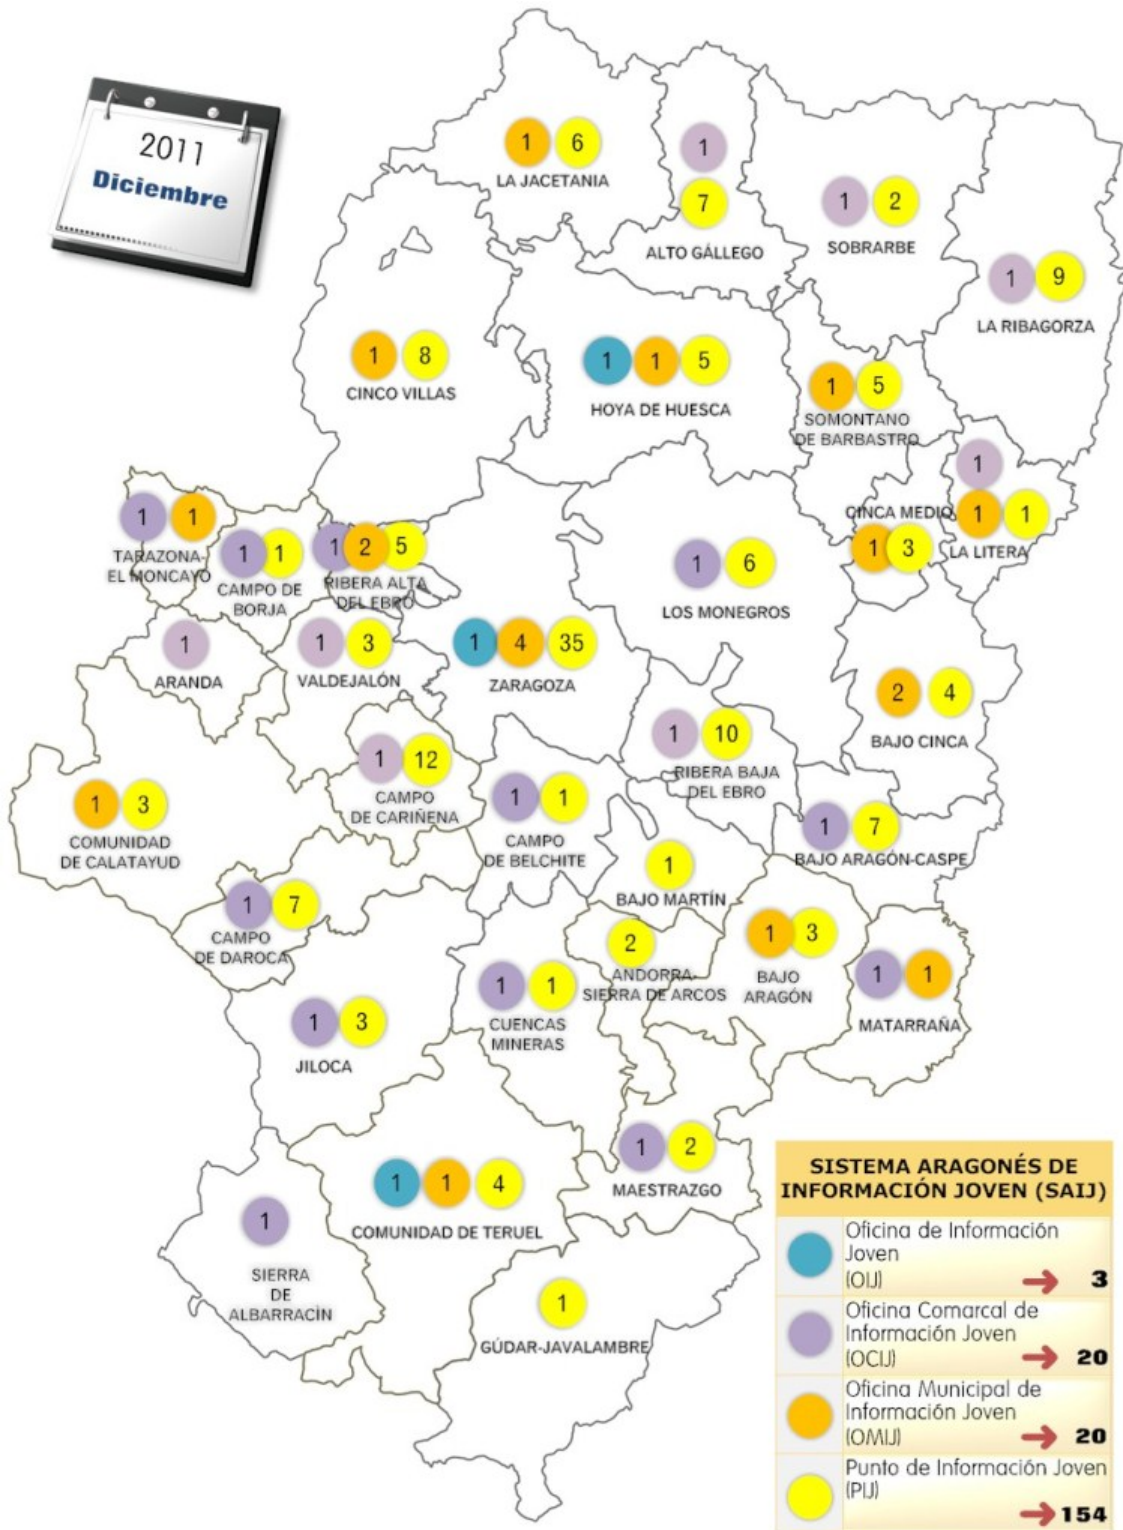 2011
Diciembre
1 6
LA JACETANIA
1
7
ALTO GÁLLEGO
1 2
SOBRARBE
1 9
LA RIBAGORZA
1 8
CINCO VILLAS
1 1 5
HOYA DE HUESCA
1 5
SOMONTANO
DE BARBASTRO
1 1
TARAZONA-
EL MONCAYO
1 1
CAMPO DE
BORJA
1 2 5
RIBERA ALTA
DEL EBRO
1 6
LOS MONEGROS
CINCA MEDIO
1 3
1
1 1
LA LITERA
1
ARANDA
1 3
VALDEJALÓN
1 4 35
ZARAGOZA
2 4
BAJO CINCA
1 12
CAMPO
DE CARIÑENA
1 10
RIBERA BAJA
DEL EBRO
1 3
COMUNIDAD
DE CALATAYUD
1 1
CAMPO
DE BELCHITE
1 7
BAJO ARAGÓN-CASPE
1
BAJO MARTÍN
1 7
CAMPO
DE DAROCA
2
ANDORRA-
SIERRA DE ARCOS
1 3
BAJO
ARAGÓN
1 1
MATARRAÑA
1 1
CUENCAS
MINERAS
1 3
JILOCA
1 2
MAESTRAZGO
1 1 4
COMUNIDAD DE TERUEL
1
SIERRA
DE
ALBARRACÌN
1
GÚDAR-JAVALAMBRE
SISTEMA ARAGONÉS DE
INFORMACIÓN JOVEN (SAIJ)
Oficina de Información
Joven
(OIJ) 3
Oficina Comarcal de
Información Joven
(OCIJ) 20
Oficina Municipal de
Información Joven
(OMIJ) 20
Punto de Información Joven
(PIJ)
154